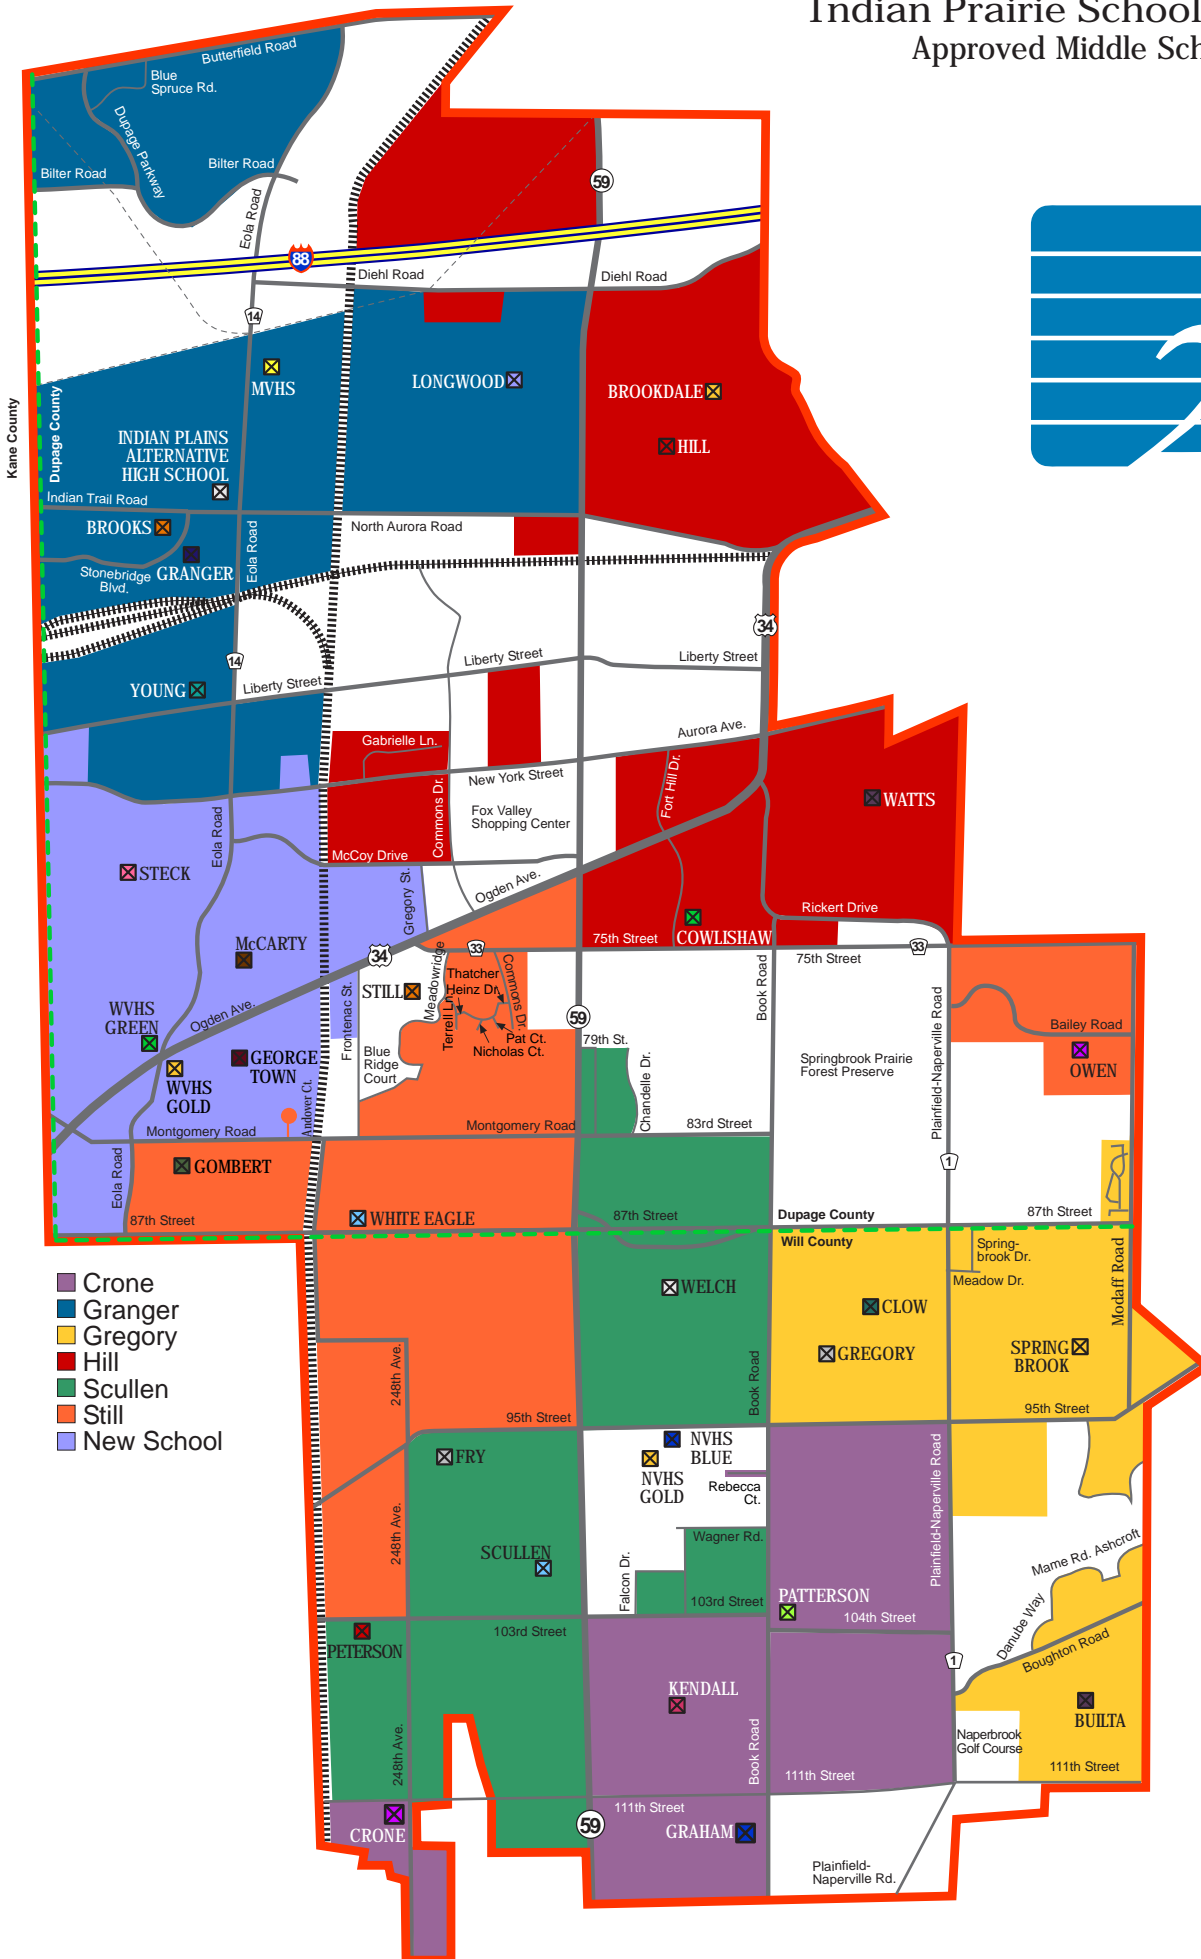 Indian Prairie School
Approved Middle Sch
Butterfield Road
Blue
Spruce Rd.
Dupage Parkway
Bilter Road
Bilter Road
59
Eola Road
88
Diehl Road
Diehl Road
14
Kane County
Dupage County
MVHS
LONGWOOD
BROOKDALE
HILL
INDIAN PLAINS
ALTERNATIVE
HIGH SCHOOL
Indian Trail Road
BROOKS
Eola Road
North Aurora Road
Stonebridge
Blvd.
GRANGER
34
14
YOUNG
Liberty Street
Liberty Street
Liberty Street
Aurora Ave.
Gabrielle Ln.
New York Street
Commons Dr.
Fort Hill Dr.
Fox Valley
Shopping Center
WATTS
Eola Road
McCoy Drive
STECK
Gregory St.
Ogden Ave.
Rickert Drive
McCARTY
34
33
75th Street
COWLISHAW
75th Street
33
Meadowridge
Thatcher
Heinz Dr.
Commons Dr.
Book Road
STILL
WVHS
GREEN
Ogden Ave.
Frontenac St.
Terrell Ln.
Pat Ct.
Nicholas Ct.
59
79th St.
Chandelle Dr.
Plainfield-Naperville Road
Bailey Road
OWEN
WVHS
GOLD
GEORGE
TOWN
Blue
Ridge
Court
Springbrook Prairie
Forest Preserve
Andover Ct.
Montgomery Road
Montgomery Road
83rd Street
1
GOMBERT
Eola Road
87th Street
WHITE EAGLE
87th Street
Dupage County
87th Street
Will County
Spring-
brook Dr.
Meadow Dr.
Modaff Road
Crone
Granger
Gregory
Hill
Scullen
Still
New School
WELCH
CLOW
GREGORY
SPRING
BROOK
248th Ave.
Book Road
95th Street
95th Street
FRY
NVHS
BLUE
NVHS
GOLD
Rebecca
Ct.
Plainfield-Naperville Road
248th Ave.
Wagner Rd.
SCULLEN
Falcon Dr.
Mame Rd. Ashcroft
103rd Street
PATTERSON
104th Street
Danube Way
PETERSON
103rd Street
1
Boughton Road
KENDALL
BUILTA
248th Ave.
Book Road
Naperbrook
Golf Course
111th Street
111th Street
111th Street
CRONE
59
GRAHAM
Plainfield-
Naperville Rd.